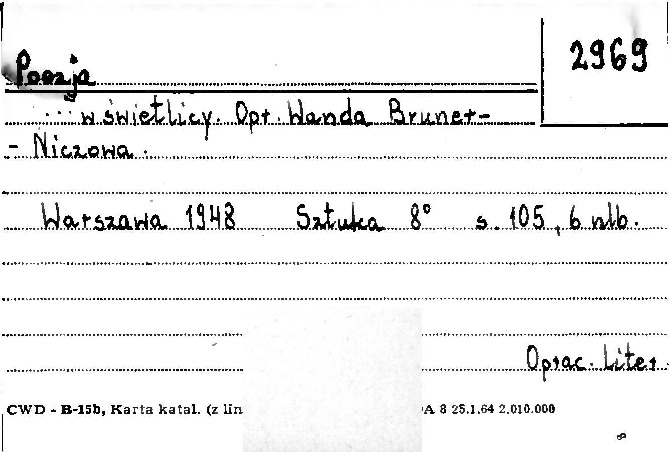 2969
Poezja
... w świetlicy. Opr. Wanda Bruner-
- Niczowa.
Warszawa 1948 Sztuka 8° s. 105, 6 nlb.
Oprac. Liter.
CWD - B-15b, Karta katal. (z lin A 8 25.1.64 2.010.000